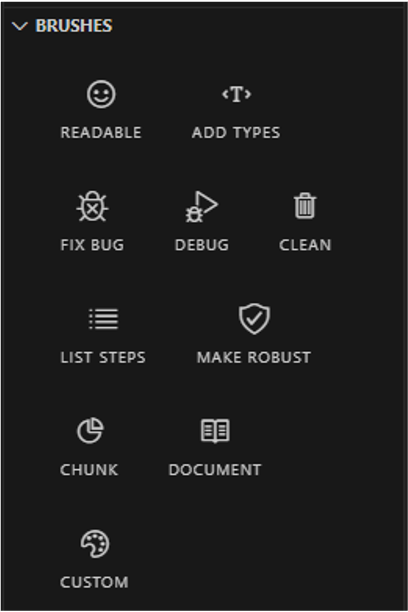 BRUSHES
READABLE ADD TYPES
FIX BUG DEBUG CLEAN
LIST STEPS MAKE ROBUST
CHUNK DOCUMENT
CUSTOM